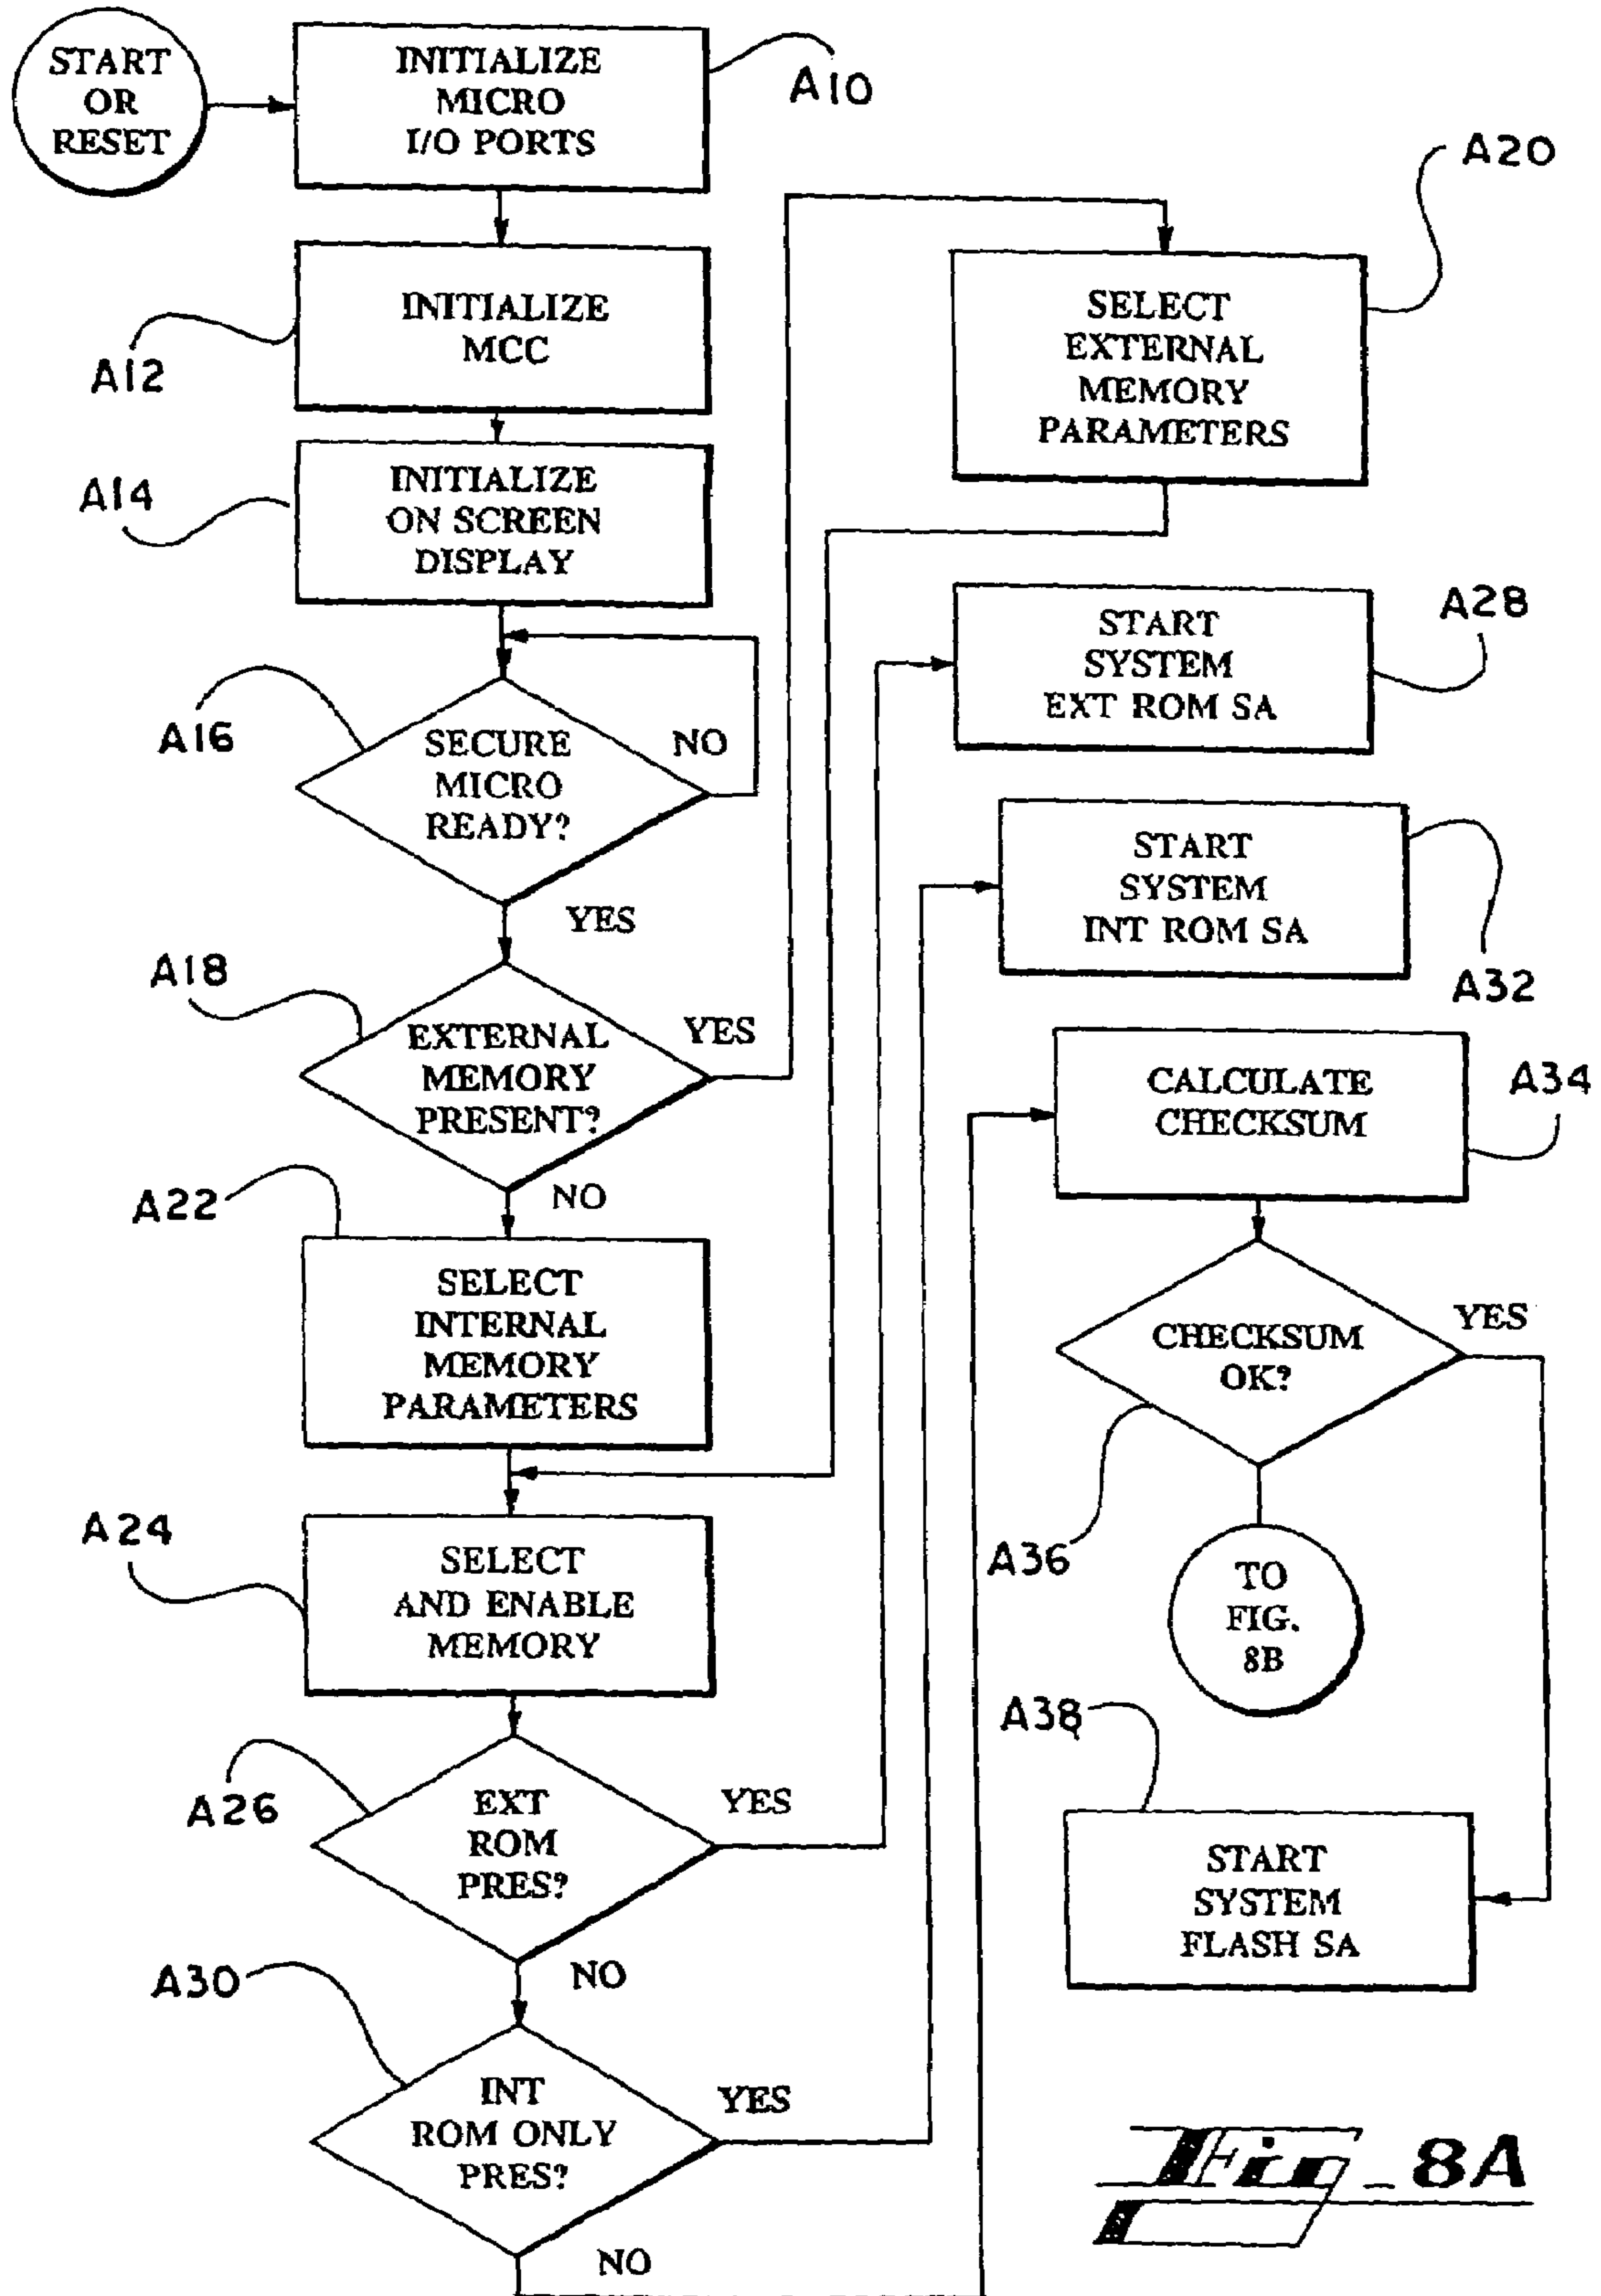 START
OR
RESET
INITIALIZE
MICRO
I/O PORTS
A10
INITIALIZE
MCC
A12
INITIALIZE
ON SCREEN
DISPLAY
A14
SECURE
MICRO
READY?
NO
YES
A16
EXTERNAL
MEMORY
PRESENT?
YES
NO
A18
SELECT
EXTERNAL
MEMORY
PARAMETERS
A20
SELECT
INTERNAL
MEMORY
PARAMETERS
A22
SELECT
AND ENABLE
MEMORY
A24
EXT
ROM
PRES?
YES
NO
A26
START
SYSTEM
EXT ROM SA
A28
INT
ROM ONLY
PRES?
YES
NO
A30
START
SYSTEM
INT ROM SA
A32
CALCULATE
CHECKSUM
A34
CHECKSUM
OK?
YES
A36
TO
FIG.
8B
A38
START
SYSTEM
FLASH SA
Fig_8A